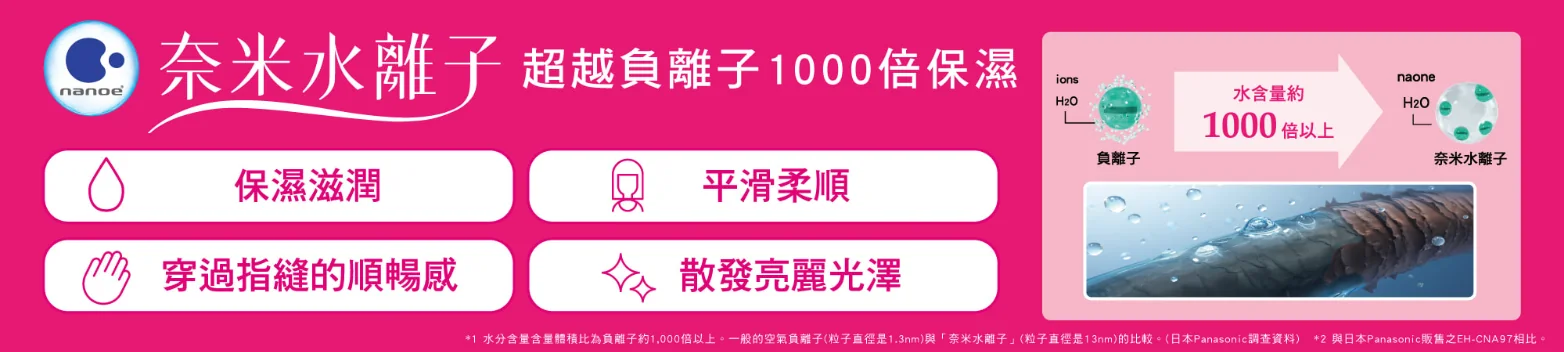 nanoe
奈米水離子 超越負離子1000倍保濕
保濕滋潤
平滑柔順
穿過指縫的順暢感
散發亮麗光澤
ions
H2O
負離子
水含量約
1000倍以上
naone
H2O
奈米水離子
*1 水分含量含量體積比為負離子約1,000倍以上。一般的空氣負離子(粒子直徑是1.3nm)與「奈米水離子」(粒子直徑是13nm)的比較。(日本Panasonic調查資料) *2 與日本Panasonic販售之EH-CNA97相比。